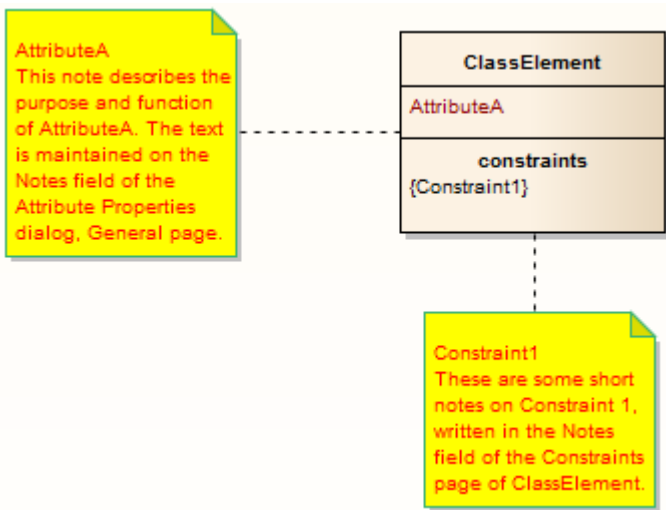 AttributeA
This note describes the
purpose and function
of AttributeA. The text
is maintained on the
Notes field of the
Attribute Properties
dialog, General page.
ClassElement
AttributeA
constraints
{Constraint1}
Constraint1
These are some short
notes on Constraint 1,
written in the Notes
field of the Constraints
page of ClassElement.